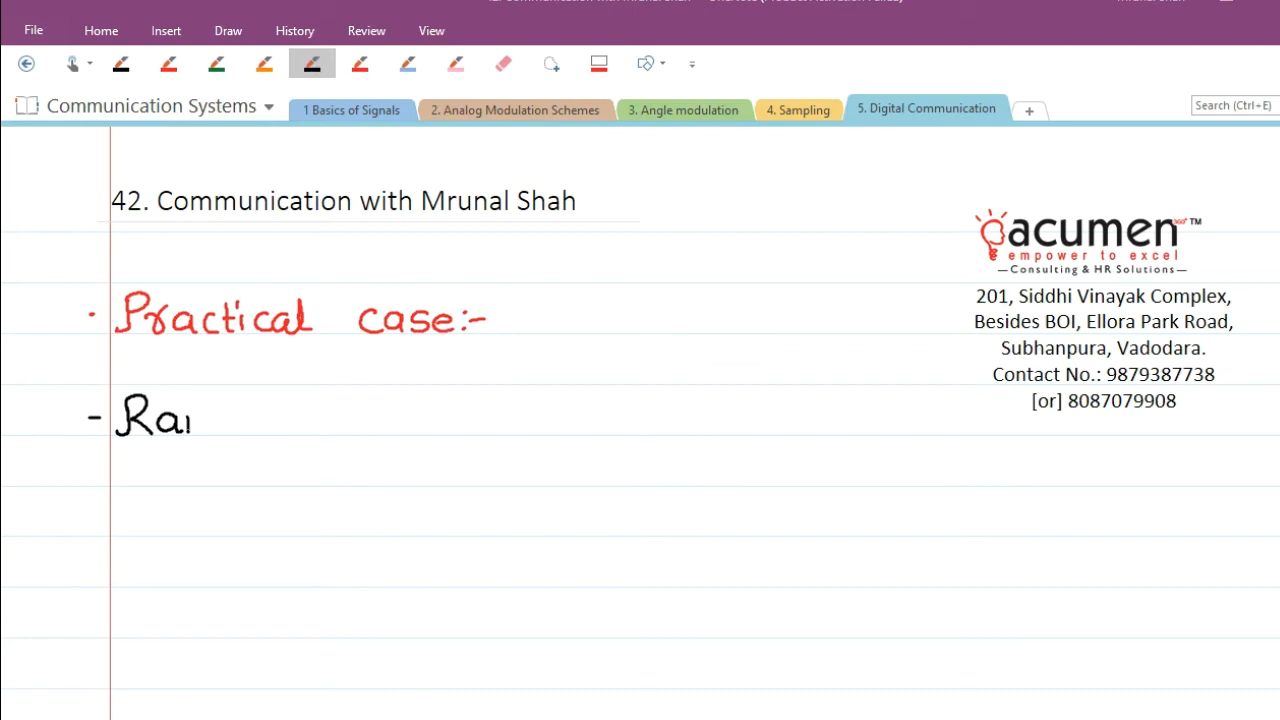 File Home Insert Draw History Review View
Communication Systems 1 Basics of Signals 2. Analog Modulation Schemes 3. Angle modulation 4. Sampling 5. Digital Communication Search (Ctrl+E)
42. Communication with Mrunal Shah
acumen 360° TM
empower to excel
Consulting & HR Solutions
201, Siddhi Vinayak Complex,
Besides BOI, Ellora Park Road,
Subhanpura, Vadodara.
Contact No.: 9879387738
[or] 8087079908
· Practical case:-
- Ra